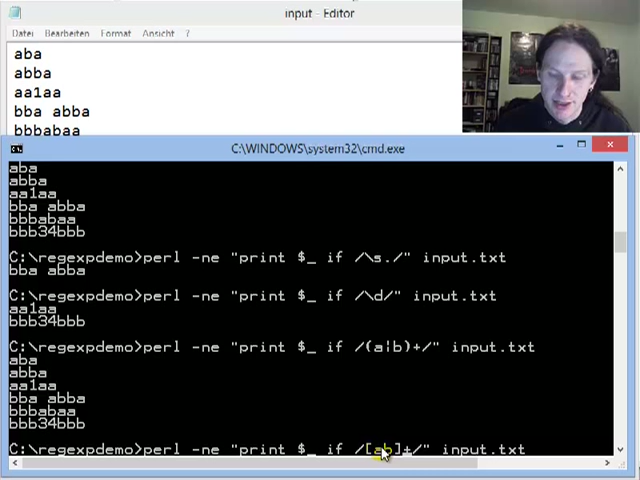 input - Editor
Datei Bearbeiten Format Ansicht ?
aba
abba
aa1aa
bba abba
bbbabaa
C:\WINDOWS\system32\cmd.exe
aba
abba
aa1aa
bba abba
bbbabaa
bbb34bbb
C:\regexpdemo>perl -ne "print $_ if /\s./" input.txt
bba abba
C:\regexpdemo>perl -ne "print $_ if /\d/" input.txt
aa1aa
bbb34bbb
C:\regexpdemo>perl -ne "print $_ if /(a¦b)+/" input.txt
aba
abba
aa1aa
bba abba
bbbabaa
bbb34bbb
C:\regexpdemo>perl -ne "print $_ if /[ab]+/" input.txt